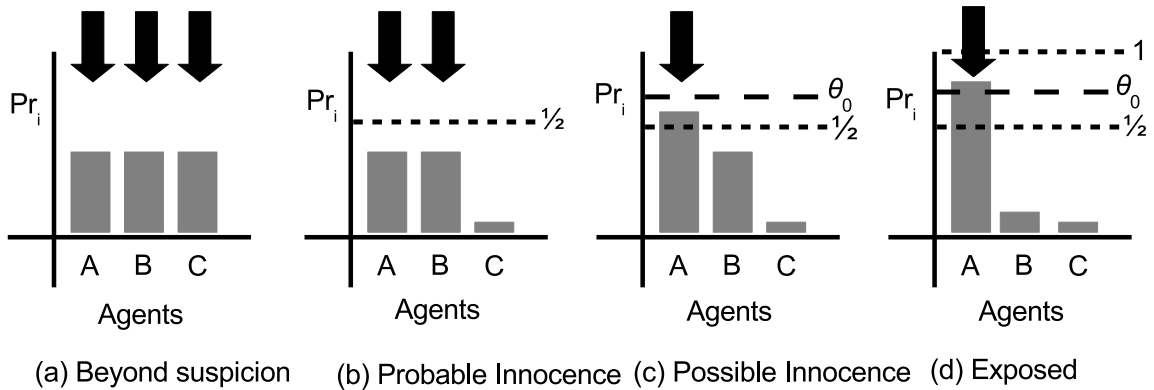 Pr_i
A B C
Agents
(a) Beyond suspicion
Pr_i
½
A B C
Agents
(b) Probable Innocence
Pr_i
θ_0
½
A B C
Agents
(c) Possible Innocence
Pr_i
1
θ_0
½
A B C
Agents
(d) Exposed